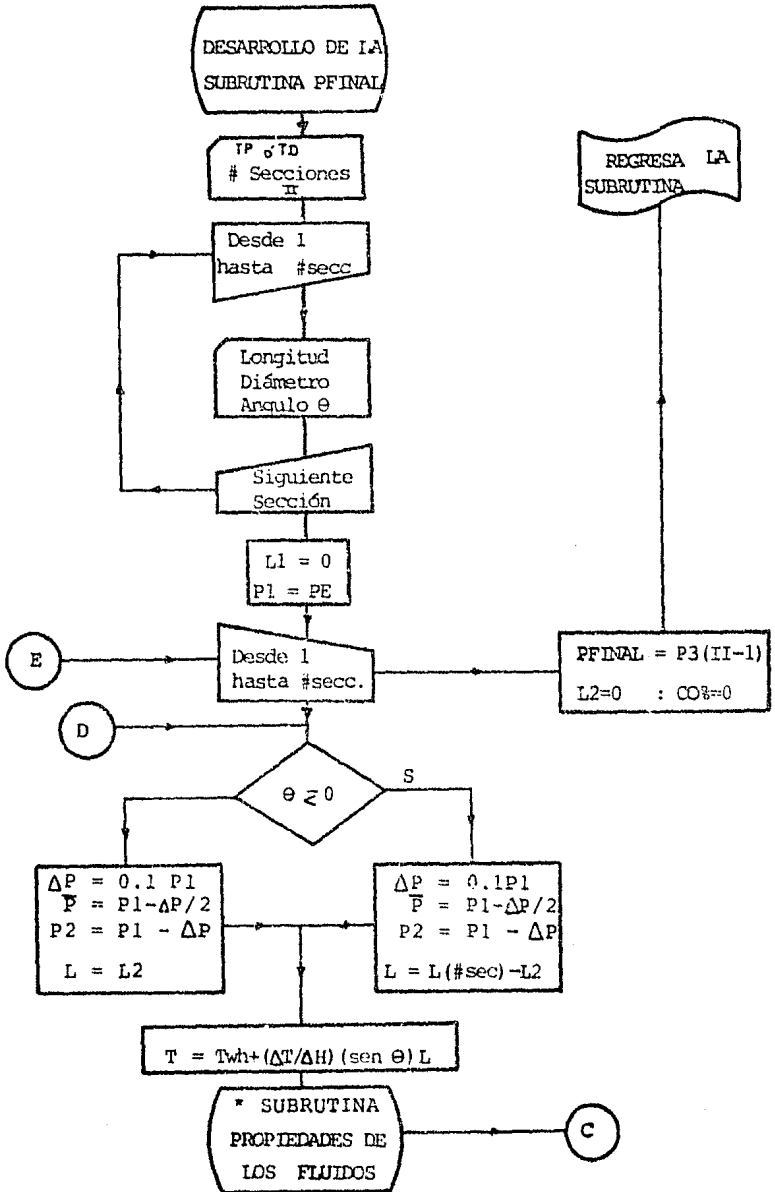 DESARROLLO DE LA
SUBRUTINA PFINAL
TP ó TD
# Secciones
II
REGRESA LA
SUBRUTINA
Desde 1
hasta #secc
Longitud
Diámetro
Angulo θ
Siguiente
Sección
L1 = 0
P1 = PE
E
Desde 1
hasta #secc.
PFINAL = P3(II-1)
L2=0 : CO%=0
D
θ ≤ 0
S
ΔP = 0.1 P1
P̅ = P1-ΔP/2
P2 = P1 - ΔP
L = L2
ΔP = 0.1P1
P̅ = P1-ΔP/2
P2 = P1 - ΔP
L = L(#sec)-L2
T = Twh+(ΔT/ΔH)(sen θ)L
* SUBRUTINA
PROPIEDADES DE
LOS FLUIDOS
C